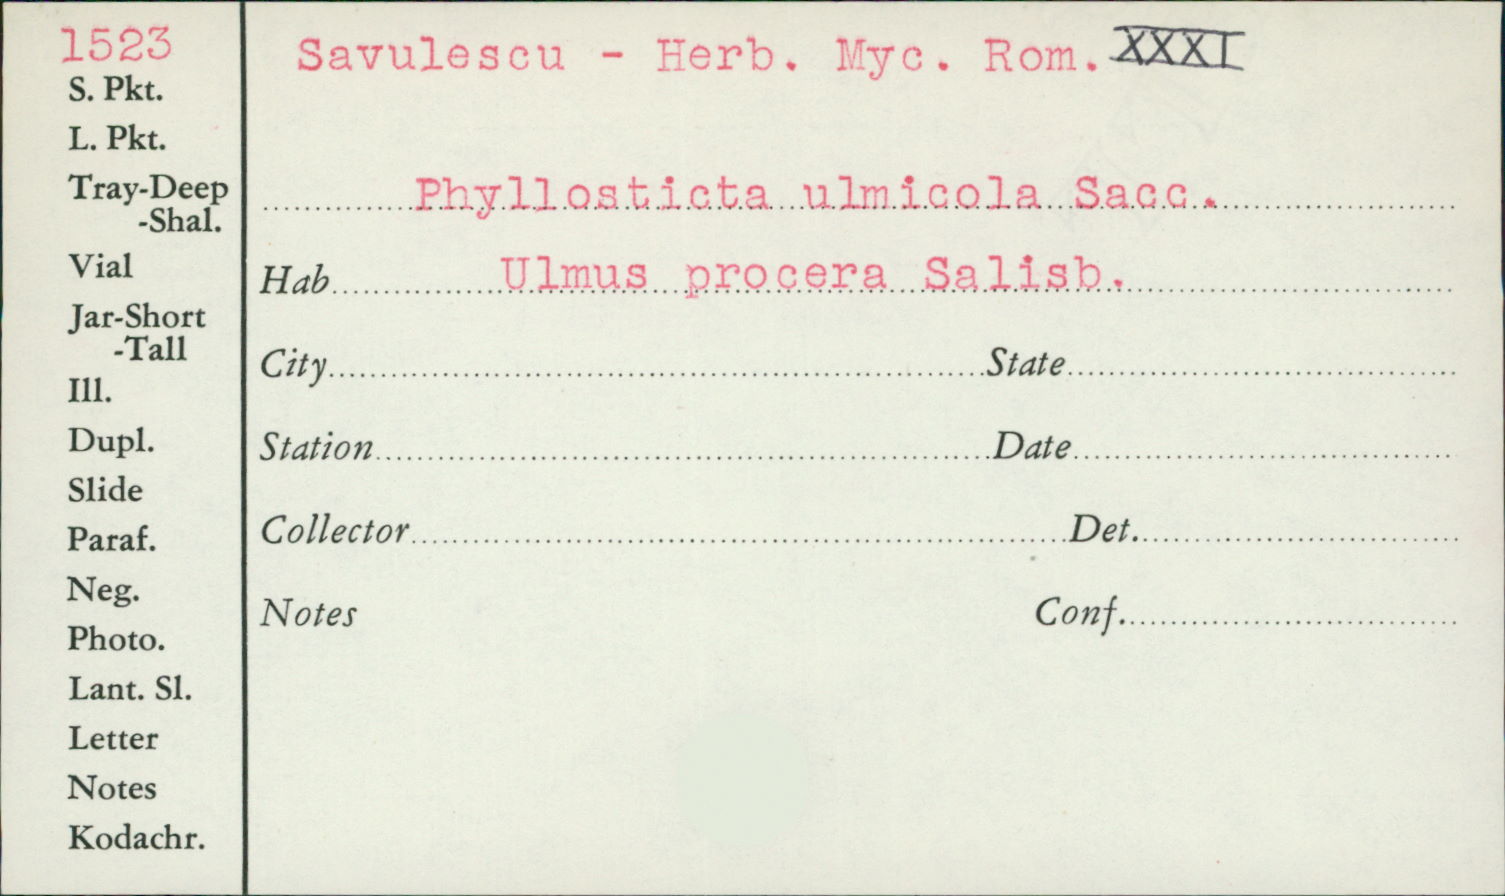 1523
S. Pkt.
L. Pkt.
Tray-Deep
-Shal.
Vial
Jar-Short
-Tall
Ill.
Dupl.
Slide
Paraf.
Neg.
Photo.
Lant. Sl.
Letter
Notes
Kodachr.
Savulescu - Herb. Myc. Rom. XXXI
Phyllosticta ulmicola Sacc.
Hab Ulmus procera Salisb.
City State
Station Date
Collector Det.
Notes Conf.